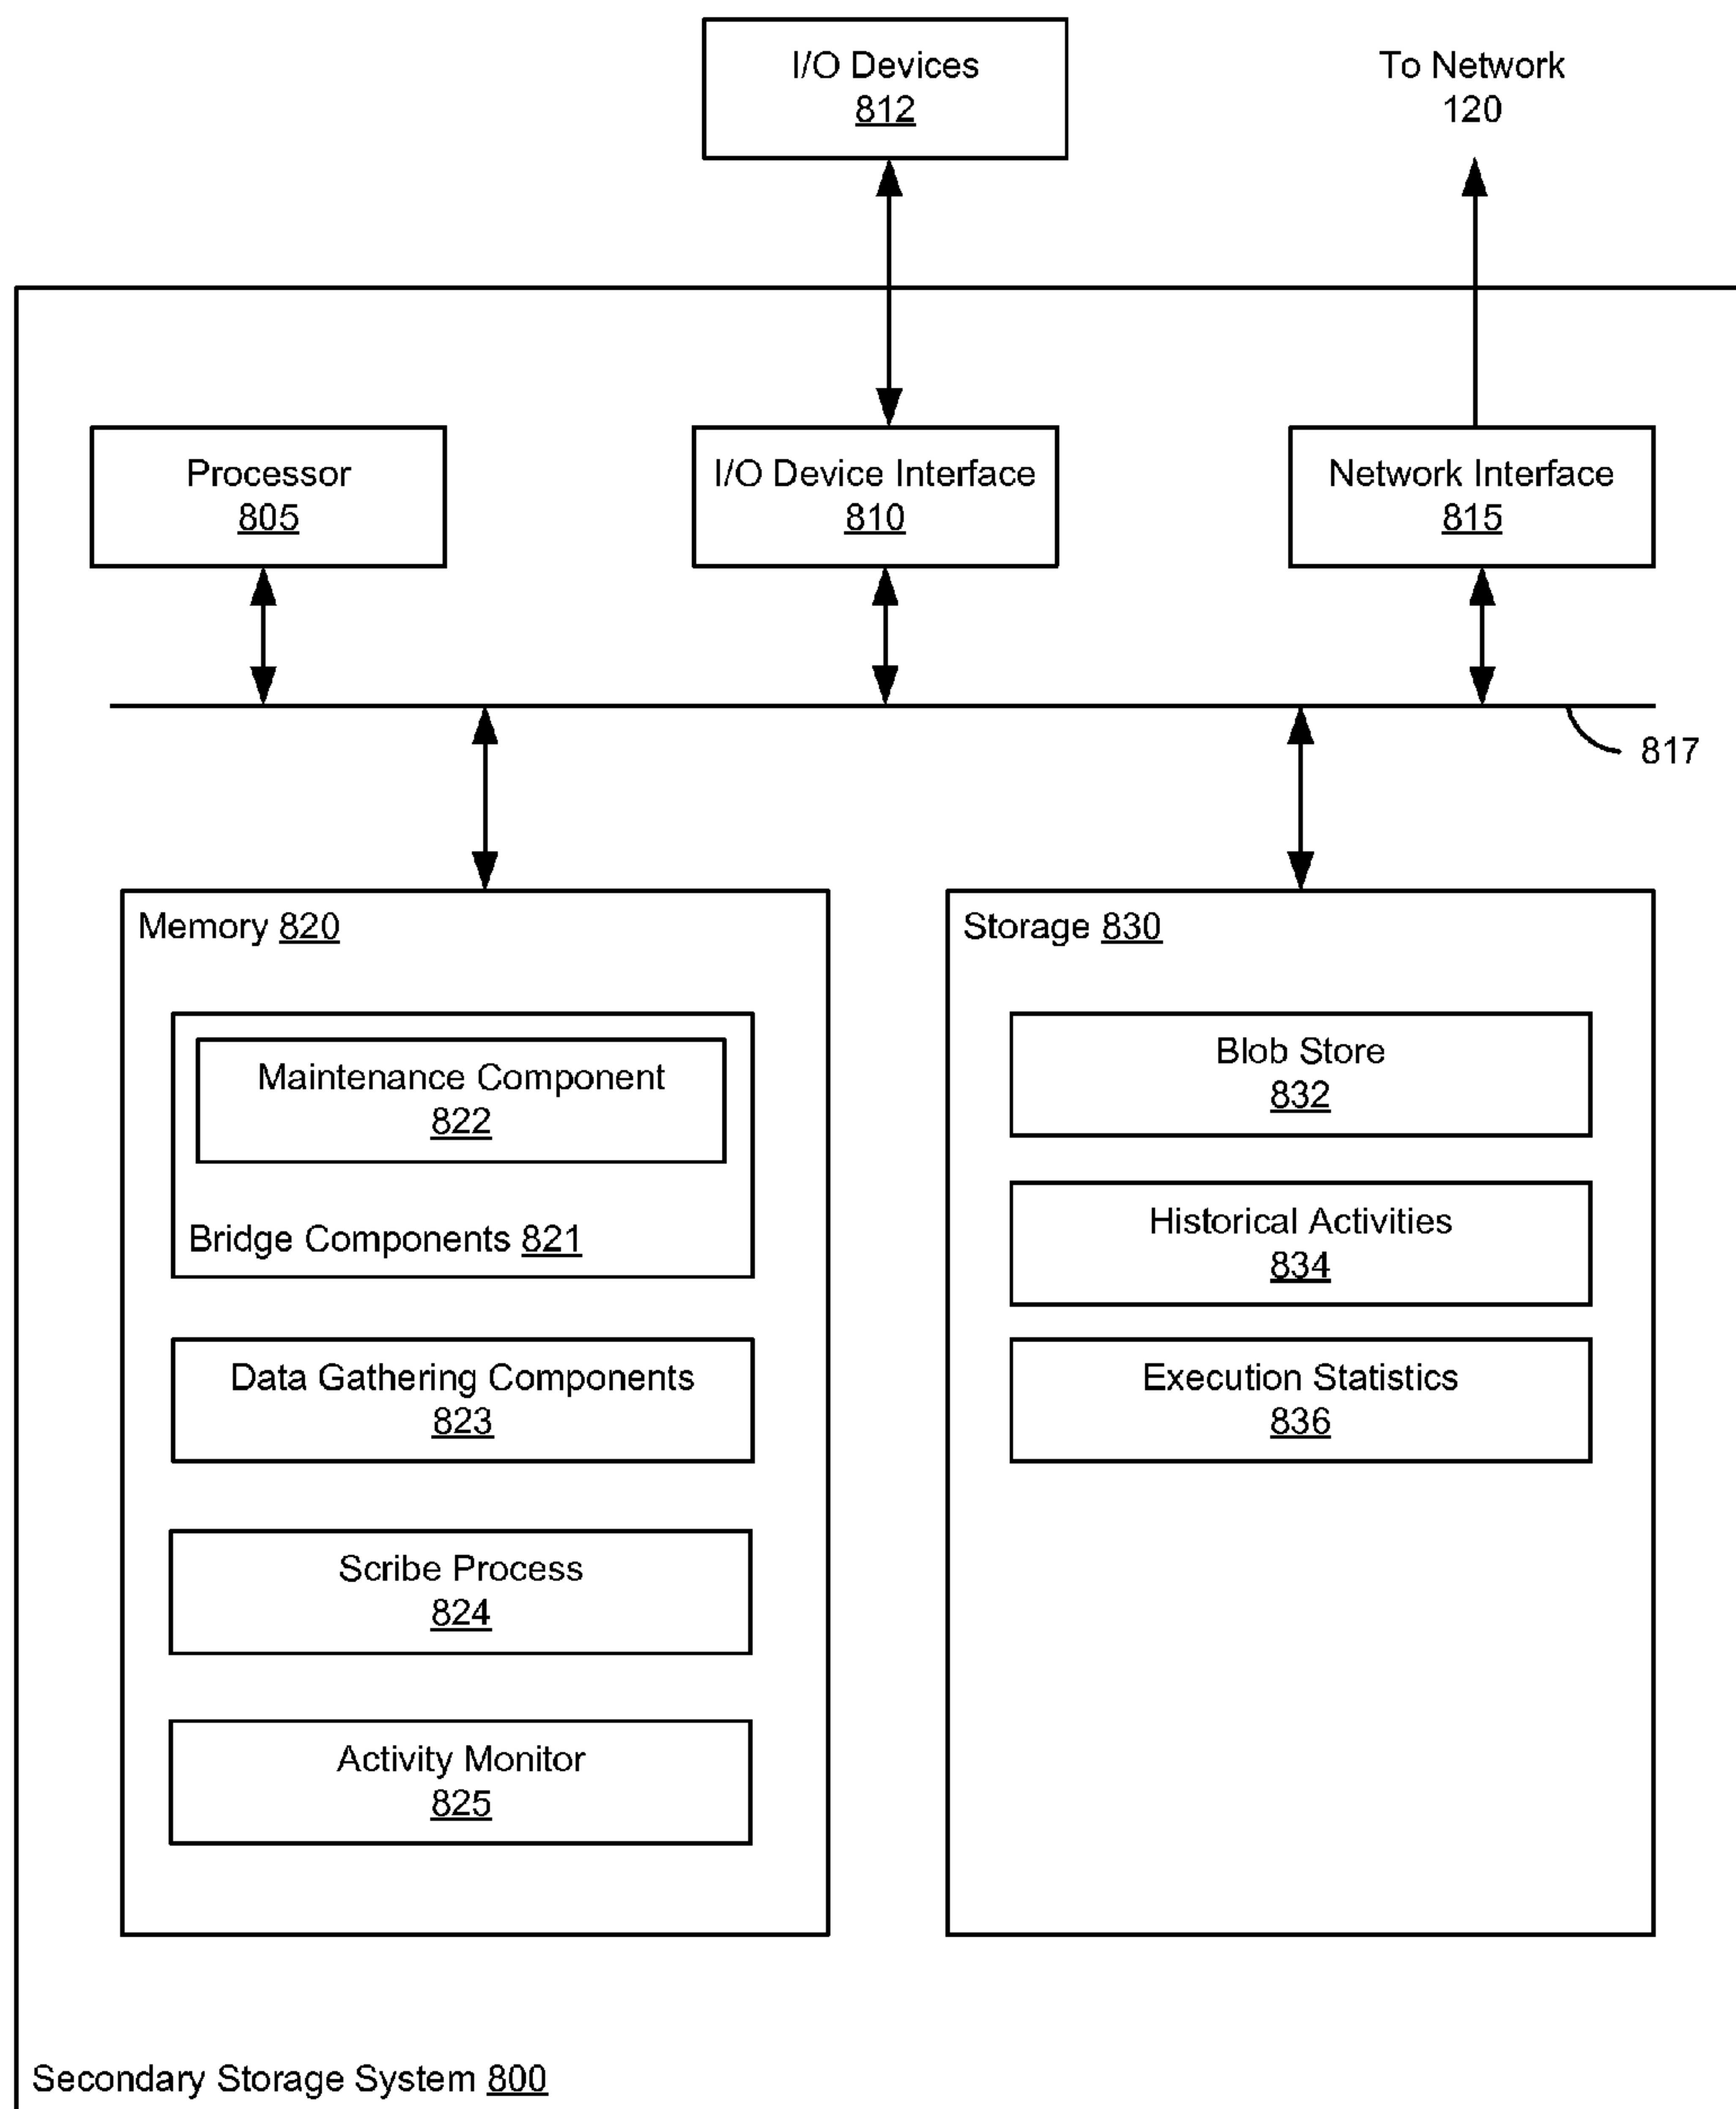 I/O Devices
812
To Network
120
Processor
805
I/O Device Interface
810
Network Interface
815
817
Memory 820
Maintenance Component
822
Bridge Components 821
Data Gathering Components
823
Scribe Process
824
Activity Monitor
825
Storage 830
Blob Store
832
Historical Activities
834
Execution Statistics
836
Secondary Storage System 800